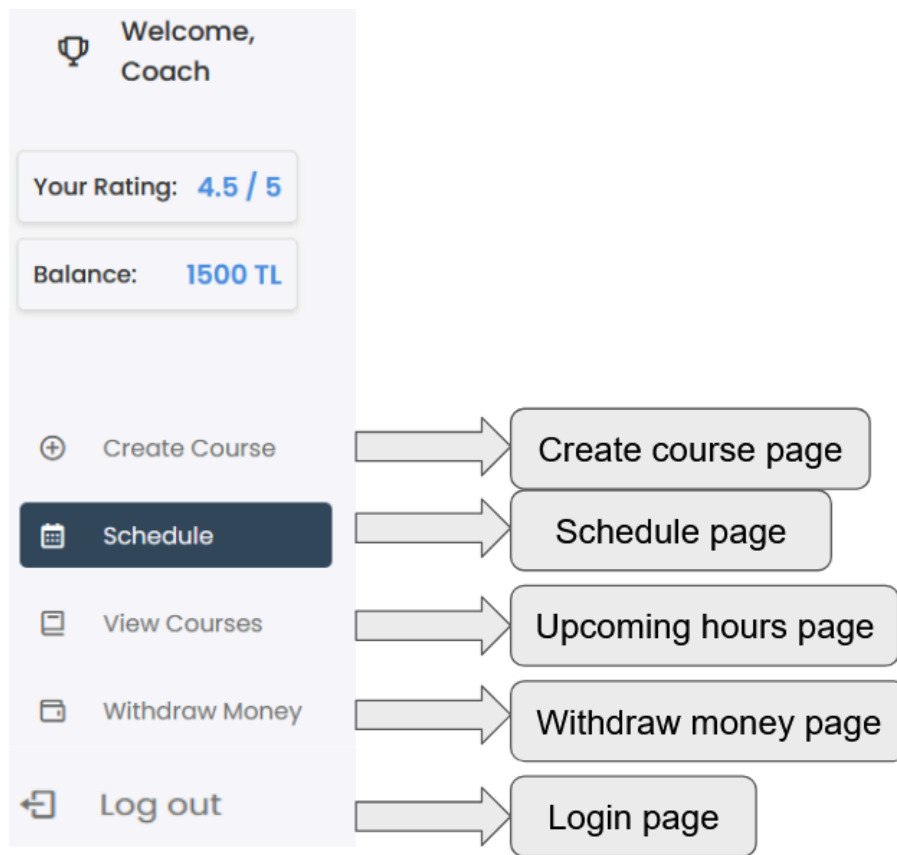 Welcome,
Coach
Your Rating: 4.5 / 5
Balance: 1500 TL
Create Course
Create course page
Schedule
Schedule page
View Courses
Upcoming hours page
Withdraw Money
Withdraw money page
Log out
Login page